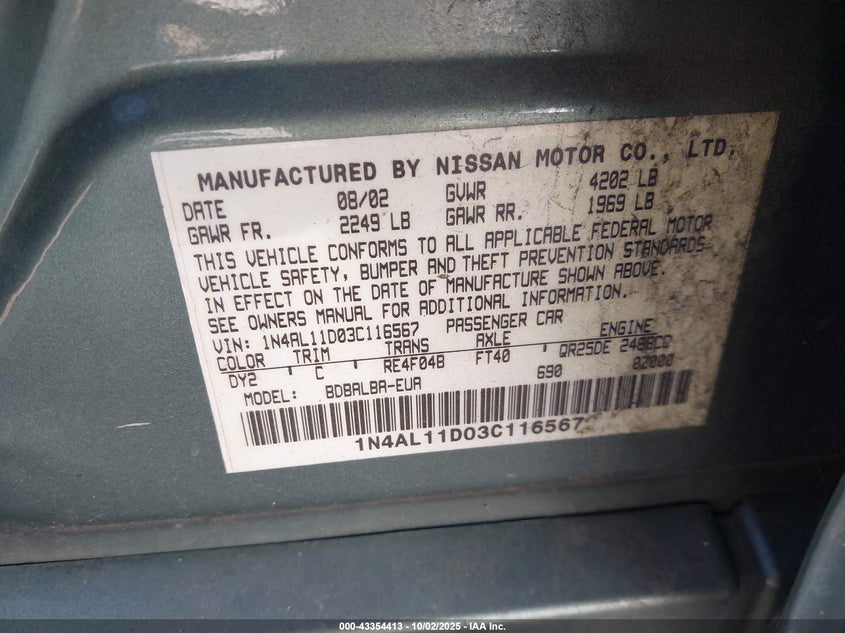 MANUFACTURED BY NISSAN MOTOR CO., LTD.
DATE 08/02 GVWR 4202 LB
GAWR FR. 2249 LB GAWR RR. 1969 LB
THIS VEHICLE CONFORMS TO ALL APPLICABLE FEDERAL MOTOR
VEHICLE SAFETY, BUMPER AND THEFT PREVENTION STANDARDS
IN EFFECT ON THE DATE OF MANUFACTURE SHOWN ABOVE.
SEE OWNERS MANUAL FOR ADDITIONAL INFORMATION.
VIN: 1N4AL11D03C116567 PASSENGER CAR
COLOR TRIM TRANS AXLE ENGINE
DY2 C RE4F04B FT40 QR25DE 2488CC
MODEL: BDBALBA-EUA 690 02000
1N4AL11D03C116567
000-43354413 - 10/02/2025 - IAA Inc.